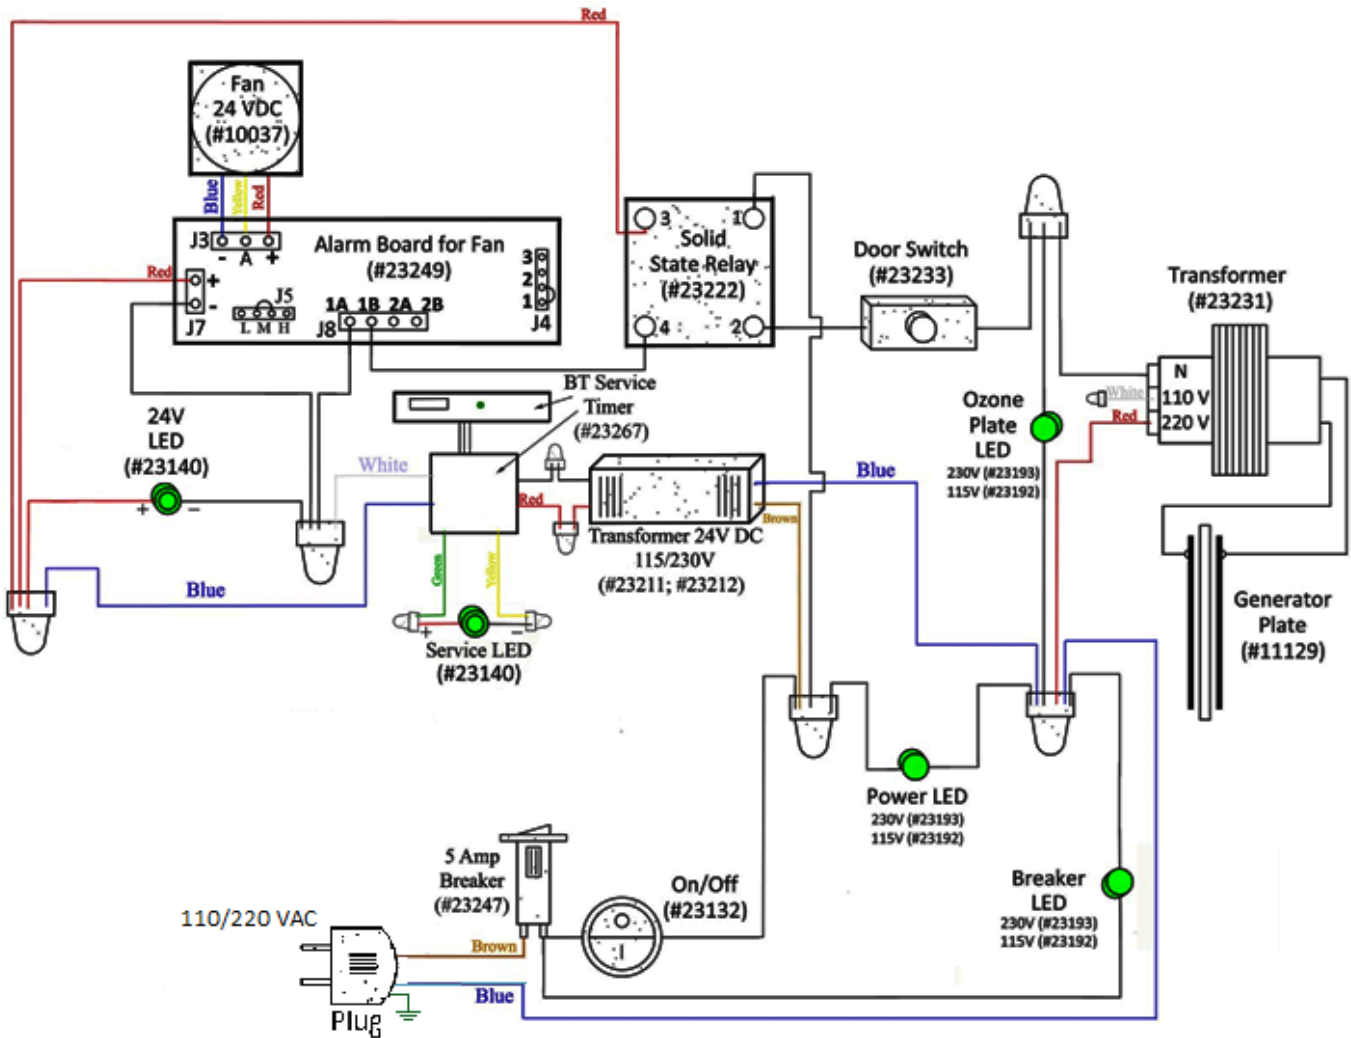 Red
Fan
24 VDC
(#10037)
Blue
Yellow
Red
J3
- A +
Alarm Board for Fan
(#23249)
3
2
1
J4
Red
+
-
J7
J5
L M H
1A 1B 2A 2B
J8
3
1
Solid
State Relay
(#23222)
4
2
Door Switch
(#23233)
Transformer
(#23231)
N
110 V
220 V
White
Red
BT Service
Timer
(#23267)
24V
LED
(#23140)
+ -
White
Blue
Red
Green
Yellow
+ -
Service LED
(#23140)
Transformer 24V DC
115/230V
(#23211; #23212)
Blue
Brown
Ozone
Plate
LED
230V (#23193)
115V (#23192)
Generator
Plate
(#11129)
Blue
Power LED
230V (#23193)
115V (#23192)
5 Amp
Breaker
(#23247)
On/Off
(#23132)
Breaker
LED
230V (#23193)
115V (#23192)
110/220 VAC
Brown
Blue
Plug